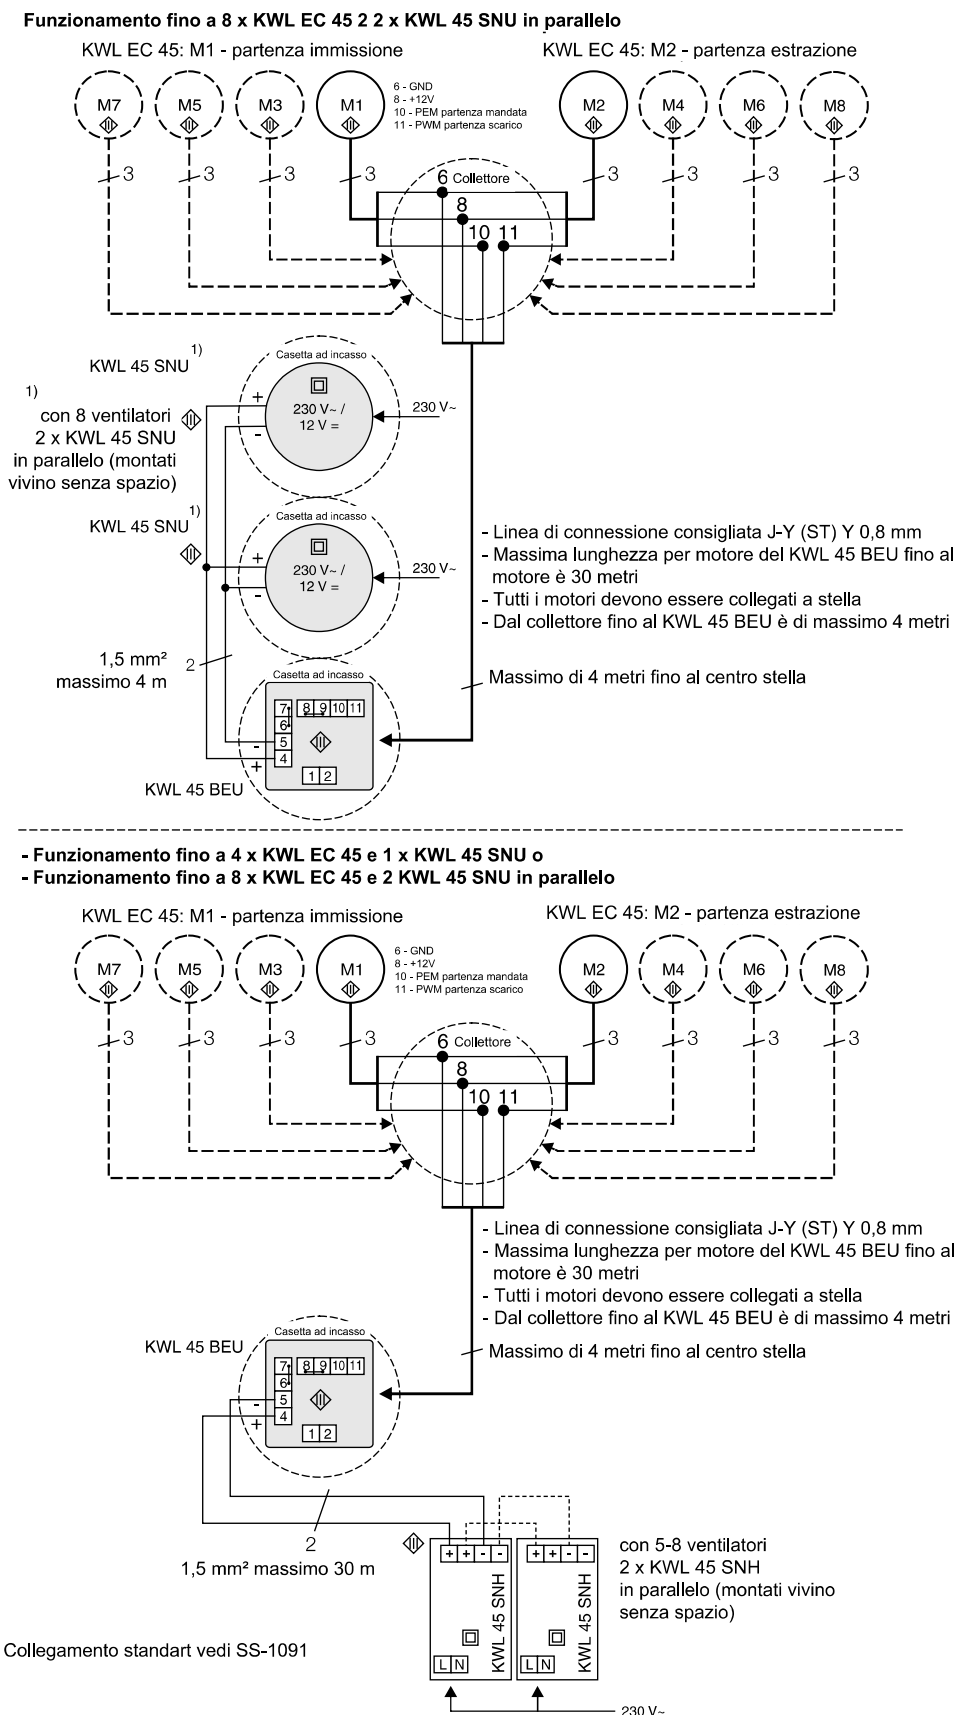 Funzionamento fino a 8 x KWL EC 45 2 2 x KWL 45 SNU in parallelo
KWL EC 45: M1 - partenza immissione
KWL EC 45: M2 - partenza estrazione
M7
M5
M3
M1
6 - GND
8 - +12V
10 - PEM partenza mandata
11 - PWM partenza scarico
M2
M4
M6
M8
3
3
3
3
3
3
3
3
6 Collettore
8
10 11
KWL 45 SNU 1)
Casetta ad incasso
+
-
230 V~ /
12 V =
230 V~
1)
con 8 ventilatori
2 x KWL 45 SNU
in parallelo (montati
vivino senza spazio)
KWL 45 SNU 1)
Casetta ad incasso
+
-
230 V~ /
12 V =
230 V~
- Linea di connessione consigliata J-Y (ST) Y 0,8 mm
- Massima lunghezza per motore del KWL 45 BEU fino al
motore è 30 metri
- Tutti i motori devono essere collegati a stella
- Dal collettore fino al KWL 45 BEU è di massimo 4 metri
1,5 mm²
massimo 4 m
2
Casetta ad incasso
Massimo di 4 metri fino al centro stella
7 8 9 10 11
6
- 5
+ 4
1 2
KWL 45 BEU
- Funzionamento fino a 4 x KWL EC 45 e 1 x KWL 45 SNU o
- Funzionamento fino a 8 x KWL EC 45 e 2 KWL 45 SNU in parallelo
KWL EC 45: M1 - partenza immissione
KWL EC 45: M2 - partenza estrazione
M7
M5
M3
M1
6 - GND
8 - +12V
10 - PEM partenza mandata
11 - PWM partenza scarico
M2
M4
M6
M8
3
3
3
3
3
3
3
3
6 Collettore
8
10 11
- Linea di connessione consigliata J-Y (ST) Y 0,8 mm
- Massima lunghezza per motore del KWL 45 BEU fino al
motore è 30 metri
- Tutti i motori devono essere collegati a stella
- Dal collettore fino al KWL 45 BEU è di massimo 4 metri
KWL 45 BEU
Casetta ad incasso
Massimo di 4 metri fino al centro stella
7 8 9 10 11
6
- 5
+ 4
1 2
2
1,5 mm² massimo 30 m
+ + - -
KWL 45 SNH
L N
+ + - -
KWL 45 SNH
L N
con 5-8 ventilatori
2 x KWL 45 SNH
in parallelo (montati vivino
senza spazio)
Collegamento standart vedi SS-1091
230 V~